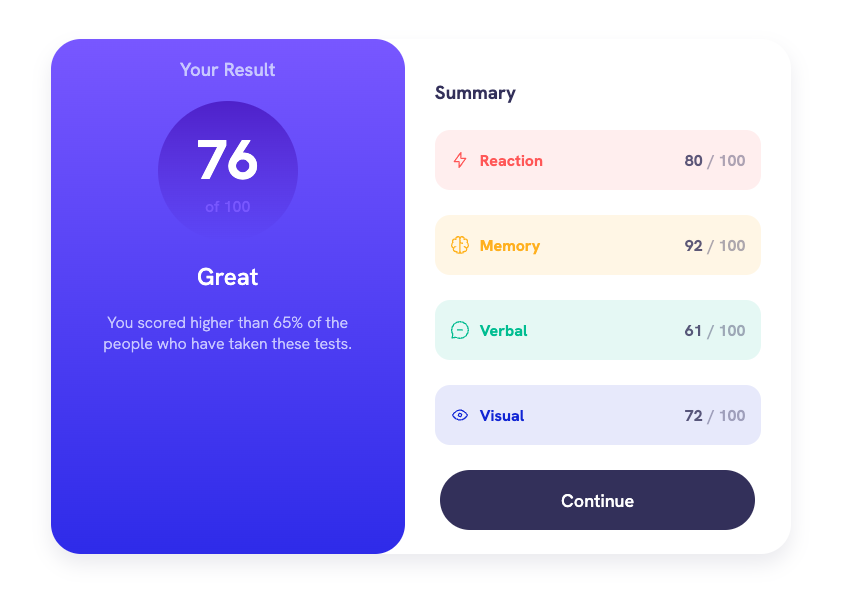 Your Result
76
of 100
Great
You scored higher than 65% of the
people who have taken these tests.
Summary
Reaction 80 / 100
Memory 92 / 100
Verbal 61 / 100
Visual 72 / 100
Continue